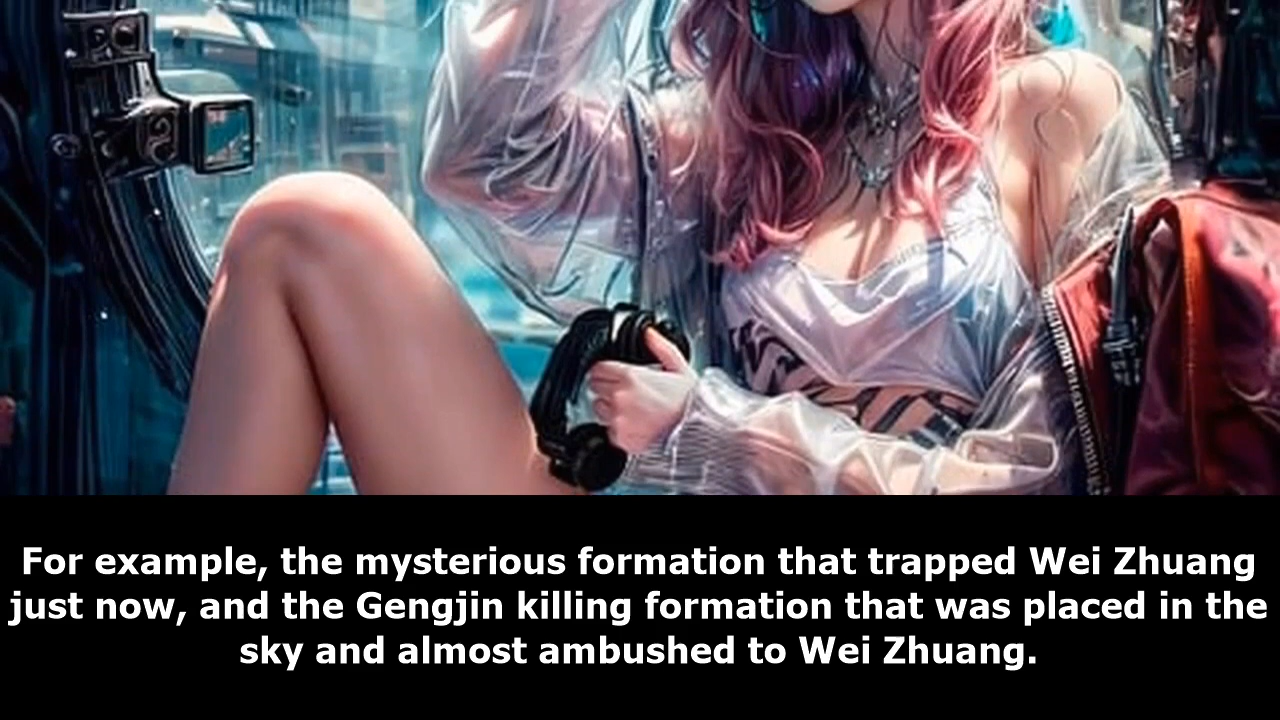 For example, the mysterious formation that trapped Wei Zhuang
just now, and the Gengjin killing formation that was placed in the
sky and almost ambushed to Wei Zhuang.